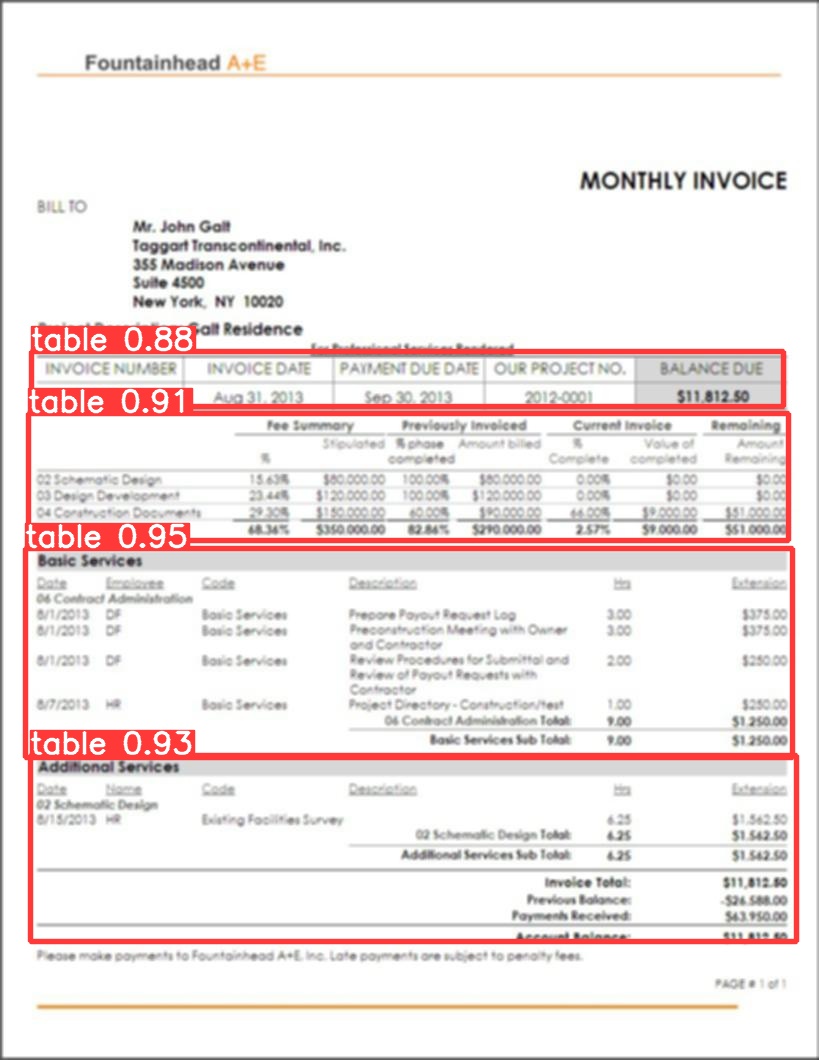 Fountainhead A+E
MONTHLY INVOICE
BILL TO
Mr. John Galt
Taggart Transcontinental, Inc.
355 Madison Avenue
Suite 4500
New York, NY 10020
Galt Residence
table 0.88
For Professional Services Rendered
INVOICE NUMBER INVOICE DATE PAYMENT DUE DATE OUR PROJECT NO. BALANCE DUE
Aug 31, 2013 Sep 30, 2013 2012-0001 $11,812.50
table 0.91
Fee Summary Previously Invoiced Current Invoice Remaining
Stipulated % phase Amount billed % Value of Amount
% completed Complete completed Remaining
02 Schematic Design 15.63% $80,000.00 100.00% $80,000.00 0.00% $0.00 $0.00
03 Design Development 23.44% $120,000.00 100.00% $120,000.00 0.00% $0.00 $0.00
04 Construction Documents 29.30% $150,000.00 60.00% $90,000.00 66.00% $9,000.00 $51,000.00
68.36% $350,000.00 82.86% $290,000.00 2.57% $9,000.00 $51,000.00
table 0.95
Basic Services
Date Employee Code Description Hrs Extension
06 Contract Administration
8/1/2013 DF Basic Services Prepare Payout Request Log 3.00 $375.00
8/1/2013 DF Basic Services Preconstruction Meeting with Owner 3.00 $375.00
and Contractor
8/1/2013 DF Basic Services Review Procedures for Submittal and 2.00 $250.00
Review of Payout Requests with
Contractor
8/7/2013 HR Basic Services Project Directory - Construction/test 1.00 $250.00
06 Contract Administration Total: 9.00 $1,250.00
Basic Services Sub Total: 9.00 $1,250.00
table 0.93
Additional Services
Date Name Code Description Hrs Extension
02 Schematic Design
8/15/2013 HR Existing Facilities Survey 6.25 $1,562.50
02 Schematic Design Total: 6.25 $1,562.50
Additional Services Sub Total: 6.25 $1,562.50
Invoice Total: $11,812.50
Previous Balance: -$26,588.00
Payments Received: $63,950.00
Account Balance: $11,812.50
Please make payments to Fountainhead A+E, Inc. Late payments are subject to penalty fees.
PAGE # 1 of 1